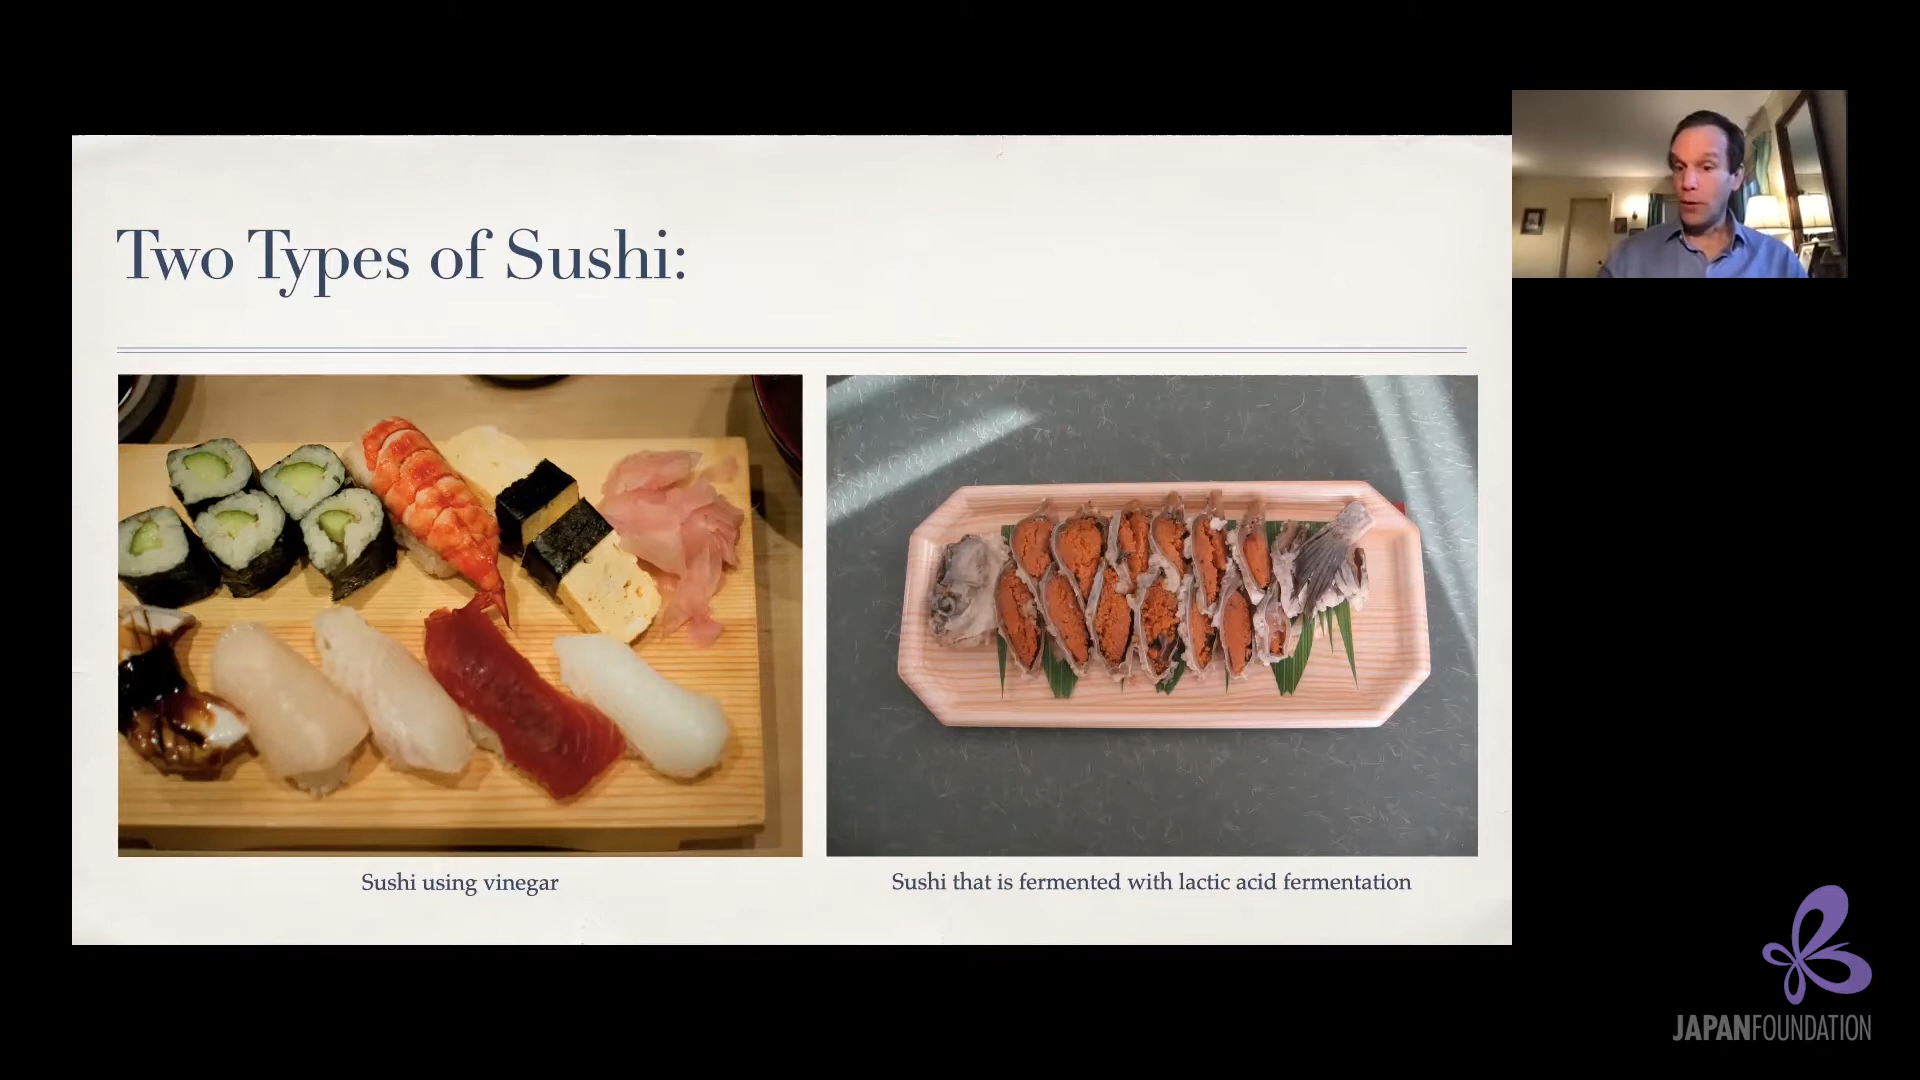 Two Types of Sushi:
Sushi using vinegar
Sushi that is fermented with lactic acid fermentation
JAPANFOUNDATION